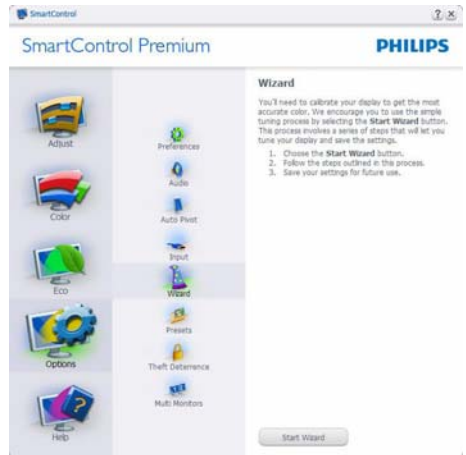 SmartControl
SmartControl Premium
PHILIPS
Adjust
Color
Eco
Options
Help
Preferences
Audio
Auto Pivot
Input
Wizard
Presets
Theft Deterrence
Multi Monitors
Wizard
You'll need to calibrate your display to get the most
accurate color. We encourage you to use the simple
tuning process by selecting the Start Wizard button.
This process involves a series of steps that will let you
tune your display and save the settings.
1. Choose the Start Wizard button.
2. Follow the steps outlined in the process.
3. Save your settings for future use.
Start Wizard